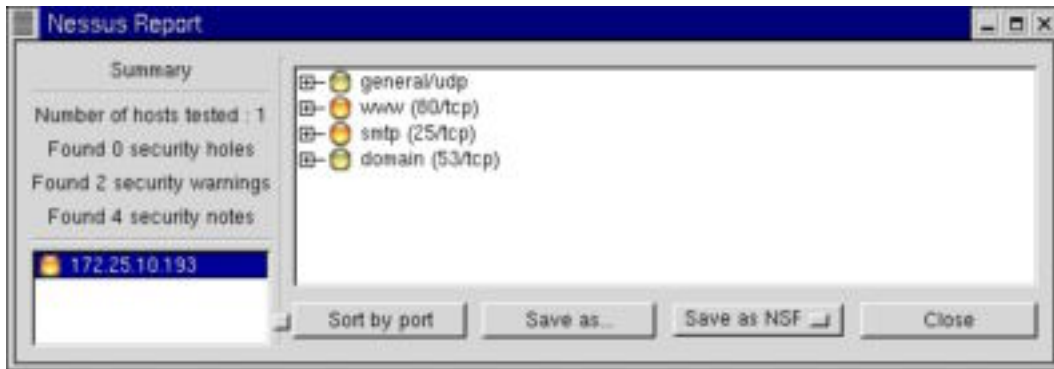 Nessus Report
Summary
Number of hosts tested : 1
Found 0 security holes
Found 2 security warnings
Found 4 security notes
172.25.10.193
general/udp
www (80/tcp)
smtp (25/tcp)
domain (53/tcp)
Sort by port
Save as...
Save as NSF
Close